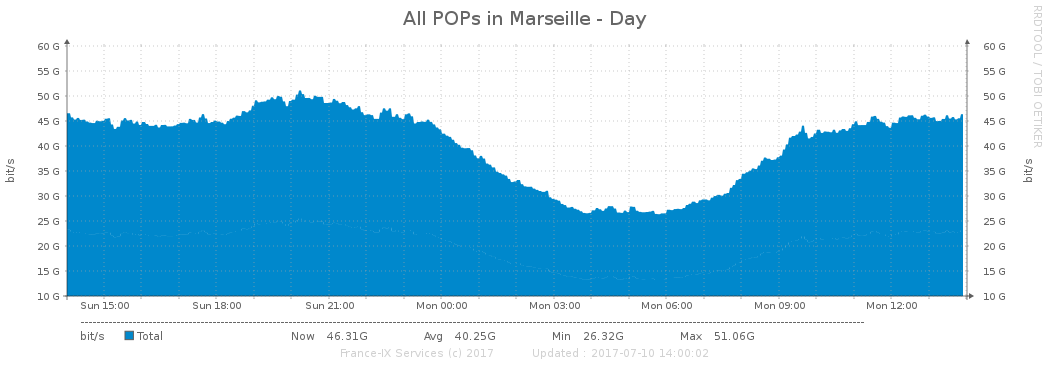 All POPs in Marseille - Day
RRDTOOL / TOBI OETIKER
60 G 60 G
55 G 55 G
50 G 50 G
45 G 45 G
40 G 40 G
35 G 35 G
30 G 30 G
25 G 25 G
20 G 20 G
15 G 15 G
10 G 10 G
bit/s
bit/s
Sun 15:00 Sun 18:00 Sun 21:00 Mon 00:00 Mon 03:00 Mon 06:00 Mon 09:00 Mon 12:00
bit/s Total Now 46.31G Avg 40.25G Min 26.32G Max 51.06G
France-IX Services (c) 2017 Updated : 2017-07-10 14:00:02